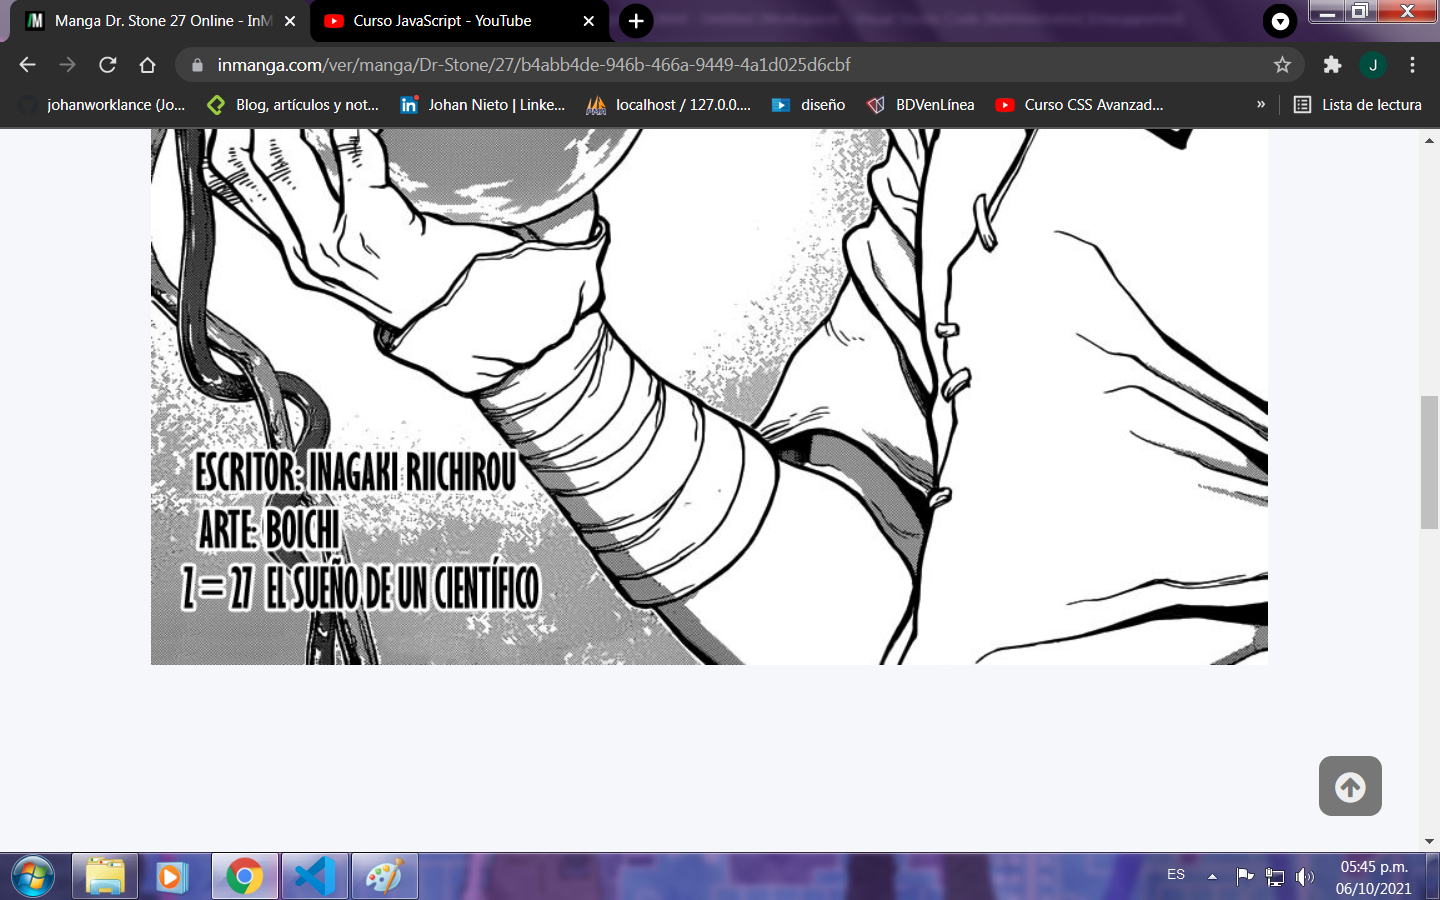 Manga Dr. Stone 27 Online - InM
Curso JavaScript - YouTube
inmanga.com/ver/manga/Dr-Stone/27/b4abb4de-946b-466a-9449-4a1d025d6cbf
J
johanworklance (Jo...
Blog, artículos y not...
Johan Nieto | Linke...
localhost / 127.0.0....
diseño
BDVenLínea
Curso CSS Avanzad...
»
Lista de lectura
ESCRITOR: INAGAKI RIICHIROU
ARTE: BOICHI
Z = 27 EL SUEÑO DE UN CIENTÍFICO
ES
05:45 p.m.
06/10/2021